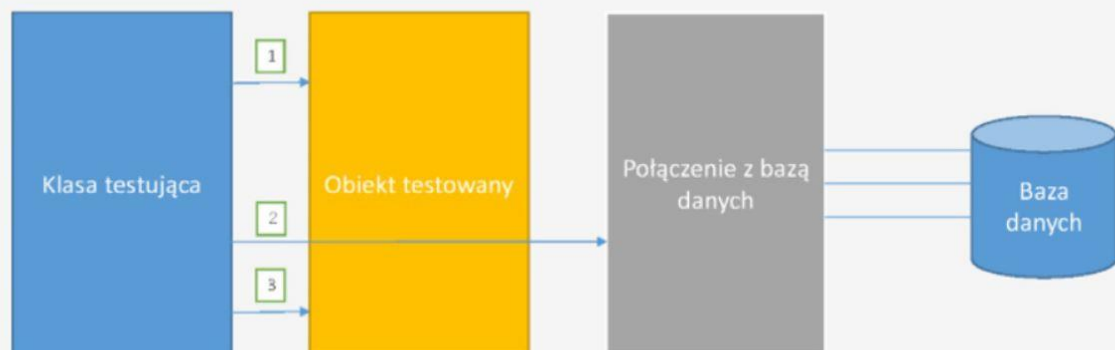 1
Klasa testująca
Obiekt testowany
Połączenie z bazą
danych
Baza
danych
2
3